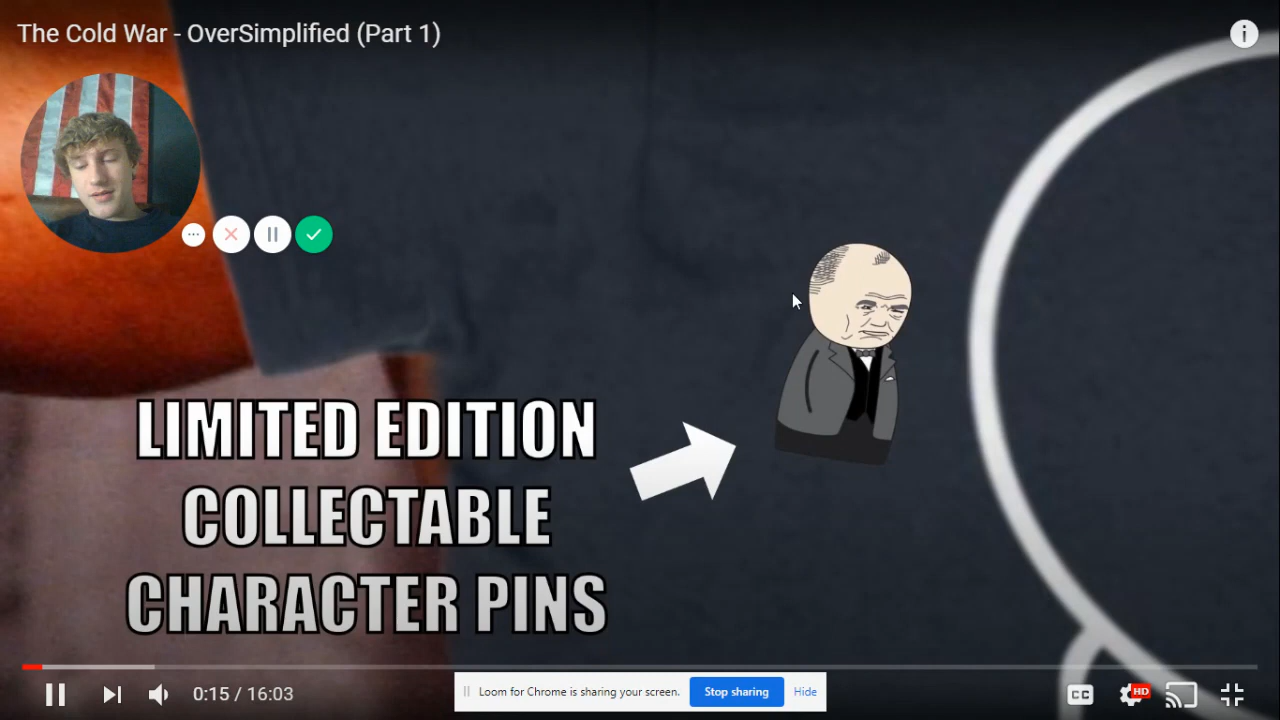 The Cold War - OverSimplified (Part 1)
i
LIMITED EDITION
COLLECTABLE
CHARACTER PINS
0:15 / 16:03
Loom for Chrome is sharing your screen. Stop sharing Hide
CC HD